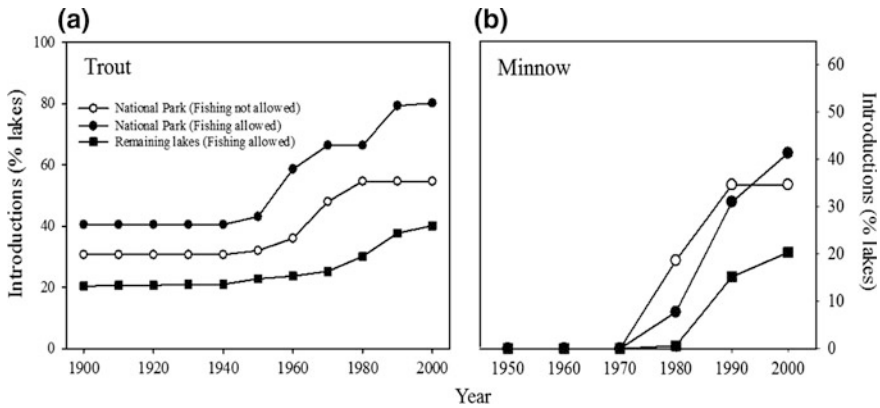 (a)
Trout
National Park (Fishing not allowed)
National Park (Fishing allowed)
Remaining lakes (Fishing allowed)
Introductions (% lakes)
100
80
60
40
20
0
1900 1920 1940 1960 1980 2000
(b)
Minnow
60
50
40
30
20
10
0
Introductions (% lakes)
1950 1960 1970 1980 1990 2000
Year